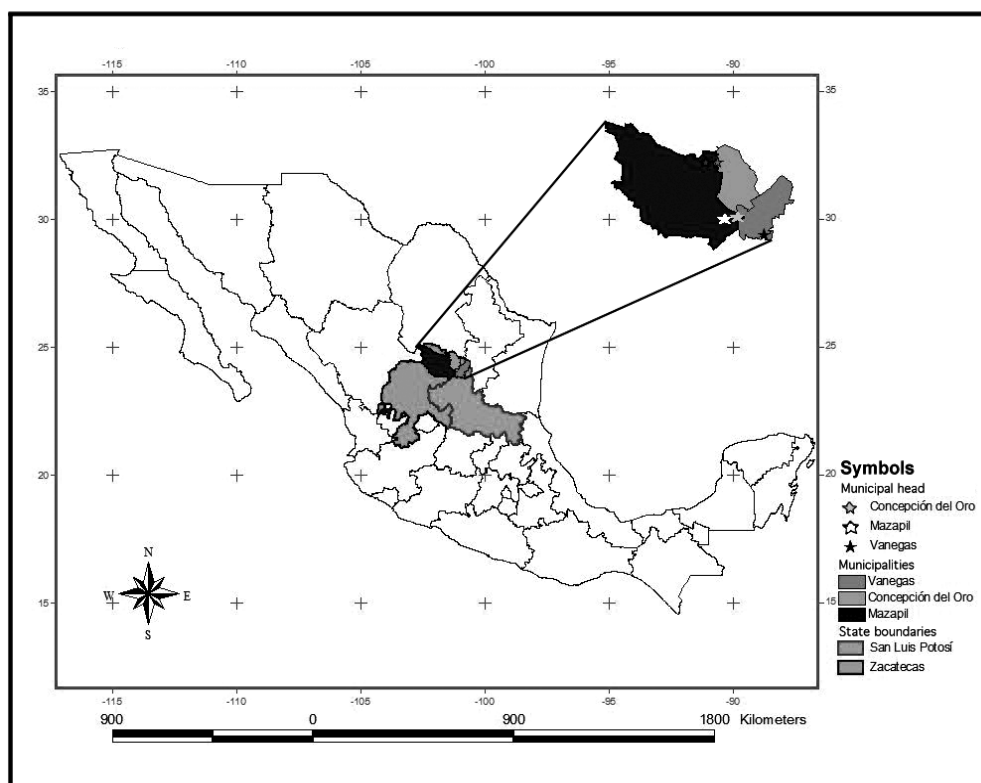 -115 -110 -105 -100 -95 -90
35 35
30 30
25 25
20 20
15 15
-115 -110 -105 -100 -95 -90
N
W E
S
Symbols
Municipal head
Concepción del Oro
Mazapil
Vanegas
Municipalities
Vanegas
Concepción del Oro
Mazapil
State boundaries
San Luis Potosí
Zacatecas
900 0 900 1800 Kilometers